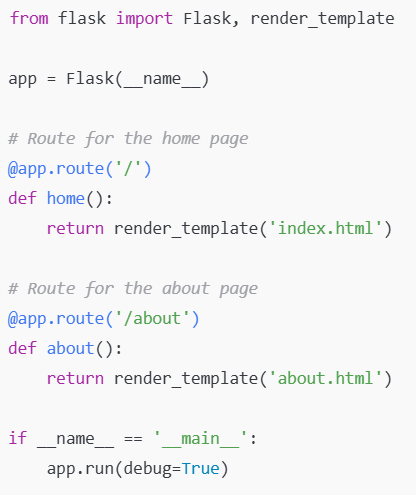 from flask import Flask, render_template
app = Flask(__name__)
# Route for the home page
@app.route('/')
def home():
    return render_template('index.html')
# Route for the about page
@app.route('/about')
def about():
    return render_template('about.html')
if __name__ == '__main__':
    app.run(debug=True)